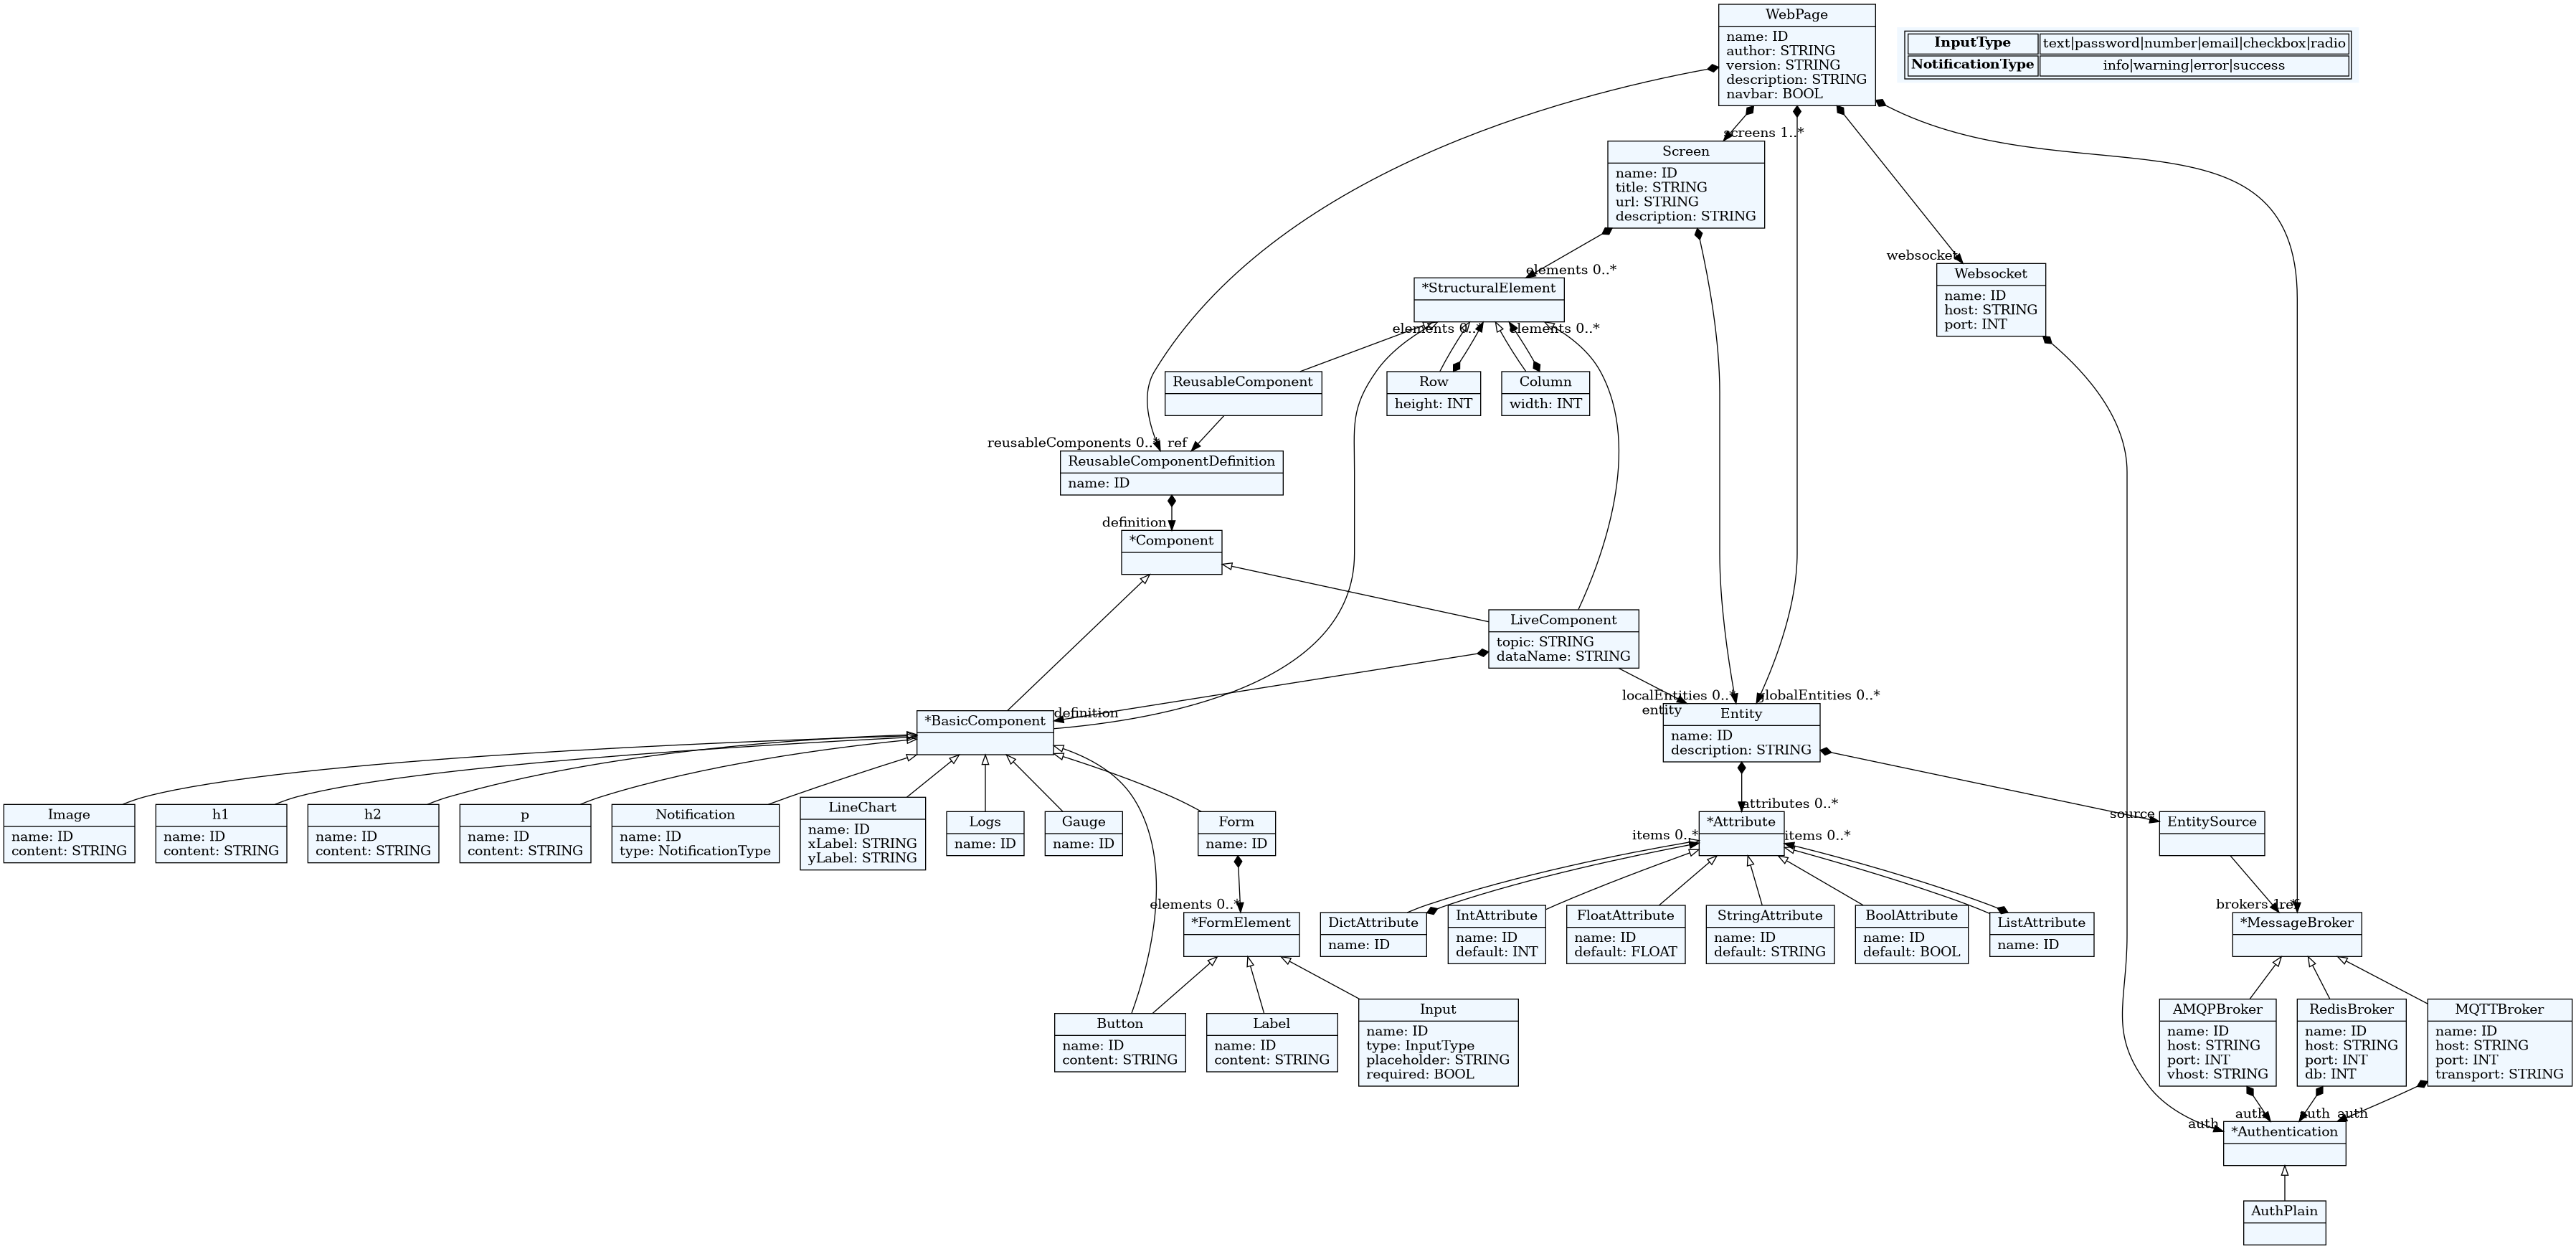 WebPage
name: ID
author: STRING
version: STRING
description: STRING
navbar: BOOL
InputType text|password|number|email|checkbox|radio
NotificationType info|warning|error|success
screens 1..*
Screen
name: ID
title: STRING
url: STRING
description: STRING
websocket
Websocket
name: ID
host: STRING
port: INT
elements 0..*
*StructuralElement
elements 0..*
elements 0..*
ReusableComponent
Row
height: INT
Column
width: INT
reusableComponents 0..*
ref
ReusableComponentDefinition
name: ID
definition
*Component
LiveComponent
topic: STRING
dataName: STRING
localEntities 0..*
globalEntities 0..*
entity
definition
*BasicComponent
Entity
name: ID
description: STRING
Image
name: ID
content: STRING
h1
name: ID
content: STRING
h2
name: ID
content: STRING
p
name: ID
content: STRING
Notification
name: ID
type: NotificationType
LineChart
name: ID
xLabel: STRING
yLabel: STRING
Logs
name: ID
Gauge
name: ID
Form
name: ID
attributes 0..*
*Attribute
items 0..*
items 0..*
source
EntitySource
elements 0..*
*FormElement
DictAttribute
name: ID
IntAttribute
name: ID
default: INT
FloatAttribute
name: ID
default: FLOAT
StringAttribute
name: ID
default: STRING
BoolAttribute
name: ID
default: BOOL
ListAttribute
name: ID
brokers 1..*
ref
*MessageBroker
Button
name: ID
content: STRING
Label
name: ID
content: STRING
Input
name: ID
type: InputType
placeholder: STRING
required: BOOL
AMQPBroker
name: ID
host: STRING
port: INT
vhost: STRING
RedisBroker
name: ID
host: STRING
port: INT
db: INT
MQTTBroker
name: ID
host: STRING
port: INT
transport: STRING
auth
auth
auth
auth
*Authentication
AuthPlain